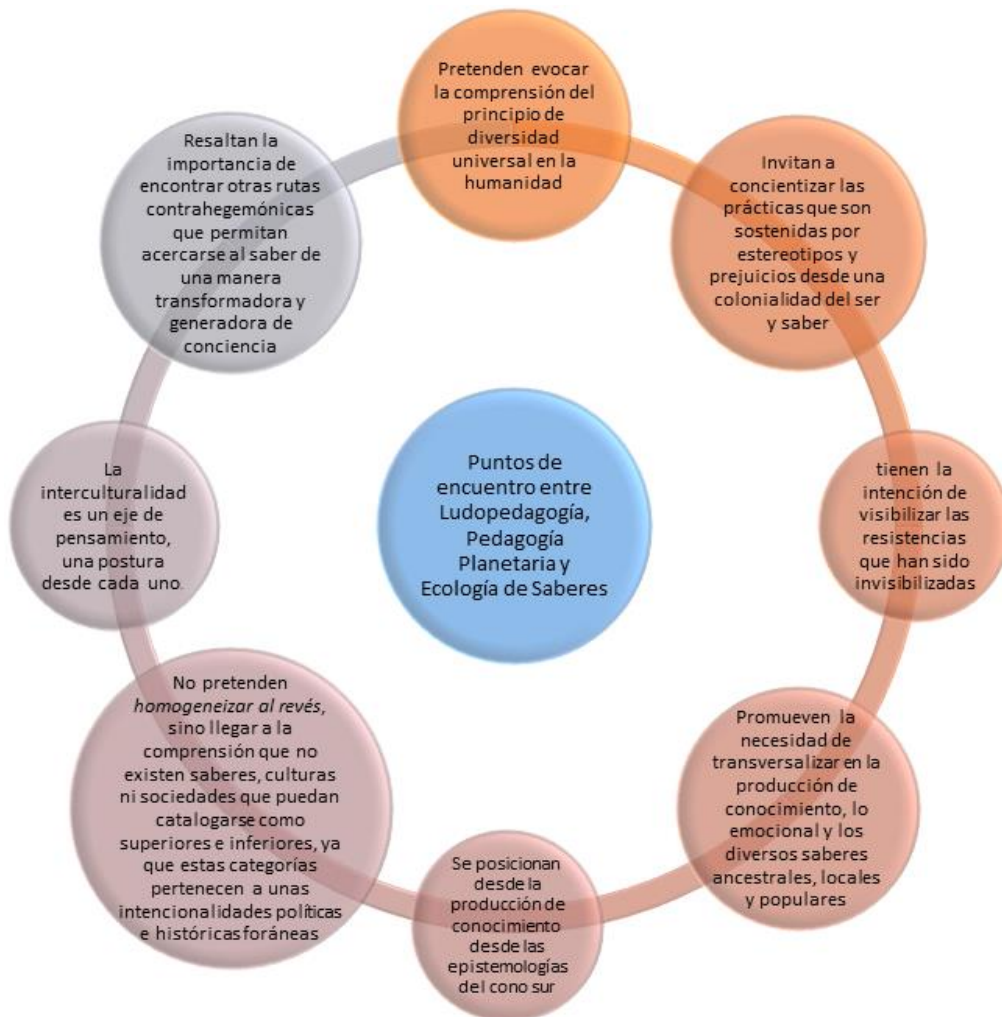 Pretenden evocar
la comprensión del
principio de
diversidad
universal en la
humanidad
Invitan a
concientizar las
prácticas que son
sostenidas por
estereotipos y
prejuicios desde una
colonialidad del ser
y saber
tienen la
intención de
visibilizar las
resistencias
que han sido
invisibilizadas
Promueven la
necesidad de
transversalizar en la
producción de
conocimiento, lo
emocional y los
diversos saberes
ancestrales, locales
y populares
Se posicionan
desde la
producción de
conocimiento
desde las
epistemologías
del cono sur
No pretenden
homogeneizar al revés,
sino llegar a la
comprensión que no
existen saberes, culturas
ni sociedades que puedan
catalogarse como
superiores e inferiores, ya
que estas categorías
pertenecen a unas
intencionalidades políticas
e históricas foráneas
La
interculturalidad
es un eje de
pensamiento,
una postura
desde cada uno.
Resaltan la
importancia de
encontrar otras rutas
contrahegemónicas
que permitan
acercarse al saber de
una manera
transformadora y
generadora de
conciencia
Puntos de
encuentro entre
Ludopedagogía,
Pedagogía
Planetaria y
Ecología de Saberes